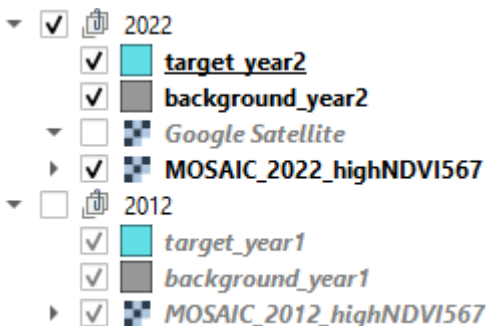 2022
target_year2
background_year2
Google Satellite
MOSAIC_2022_highNDVI567
2012
target_year1
background_year1
MOSAIC_2012_highNDVI567